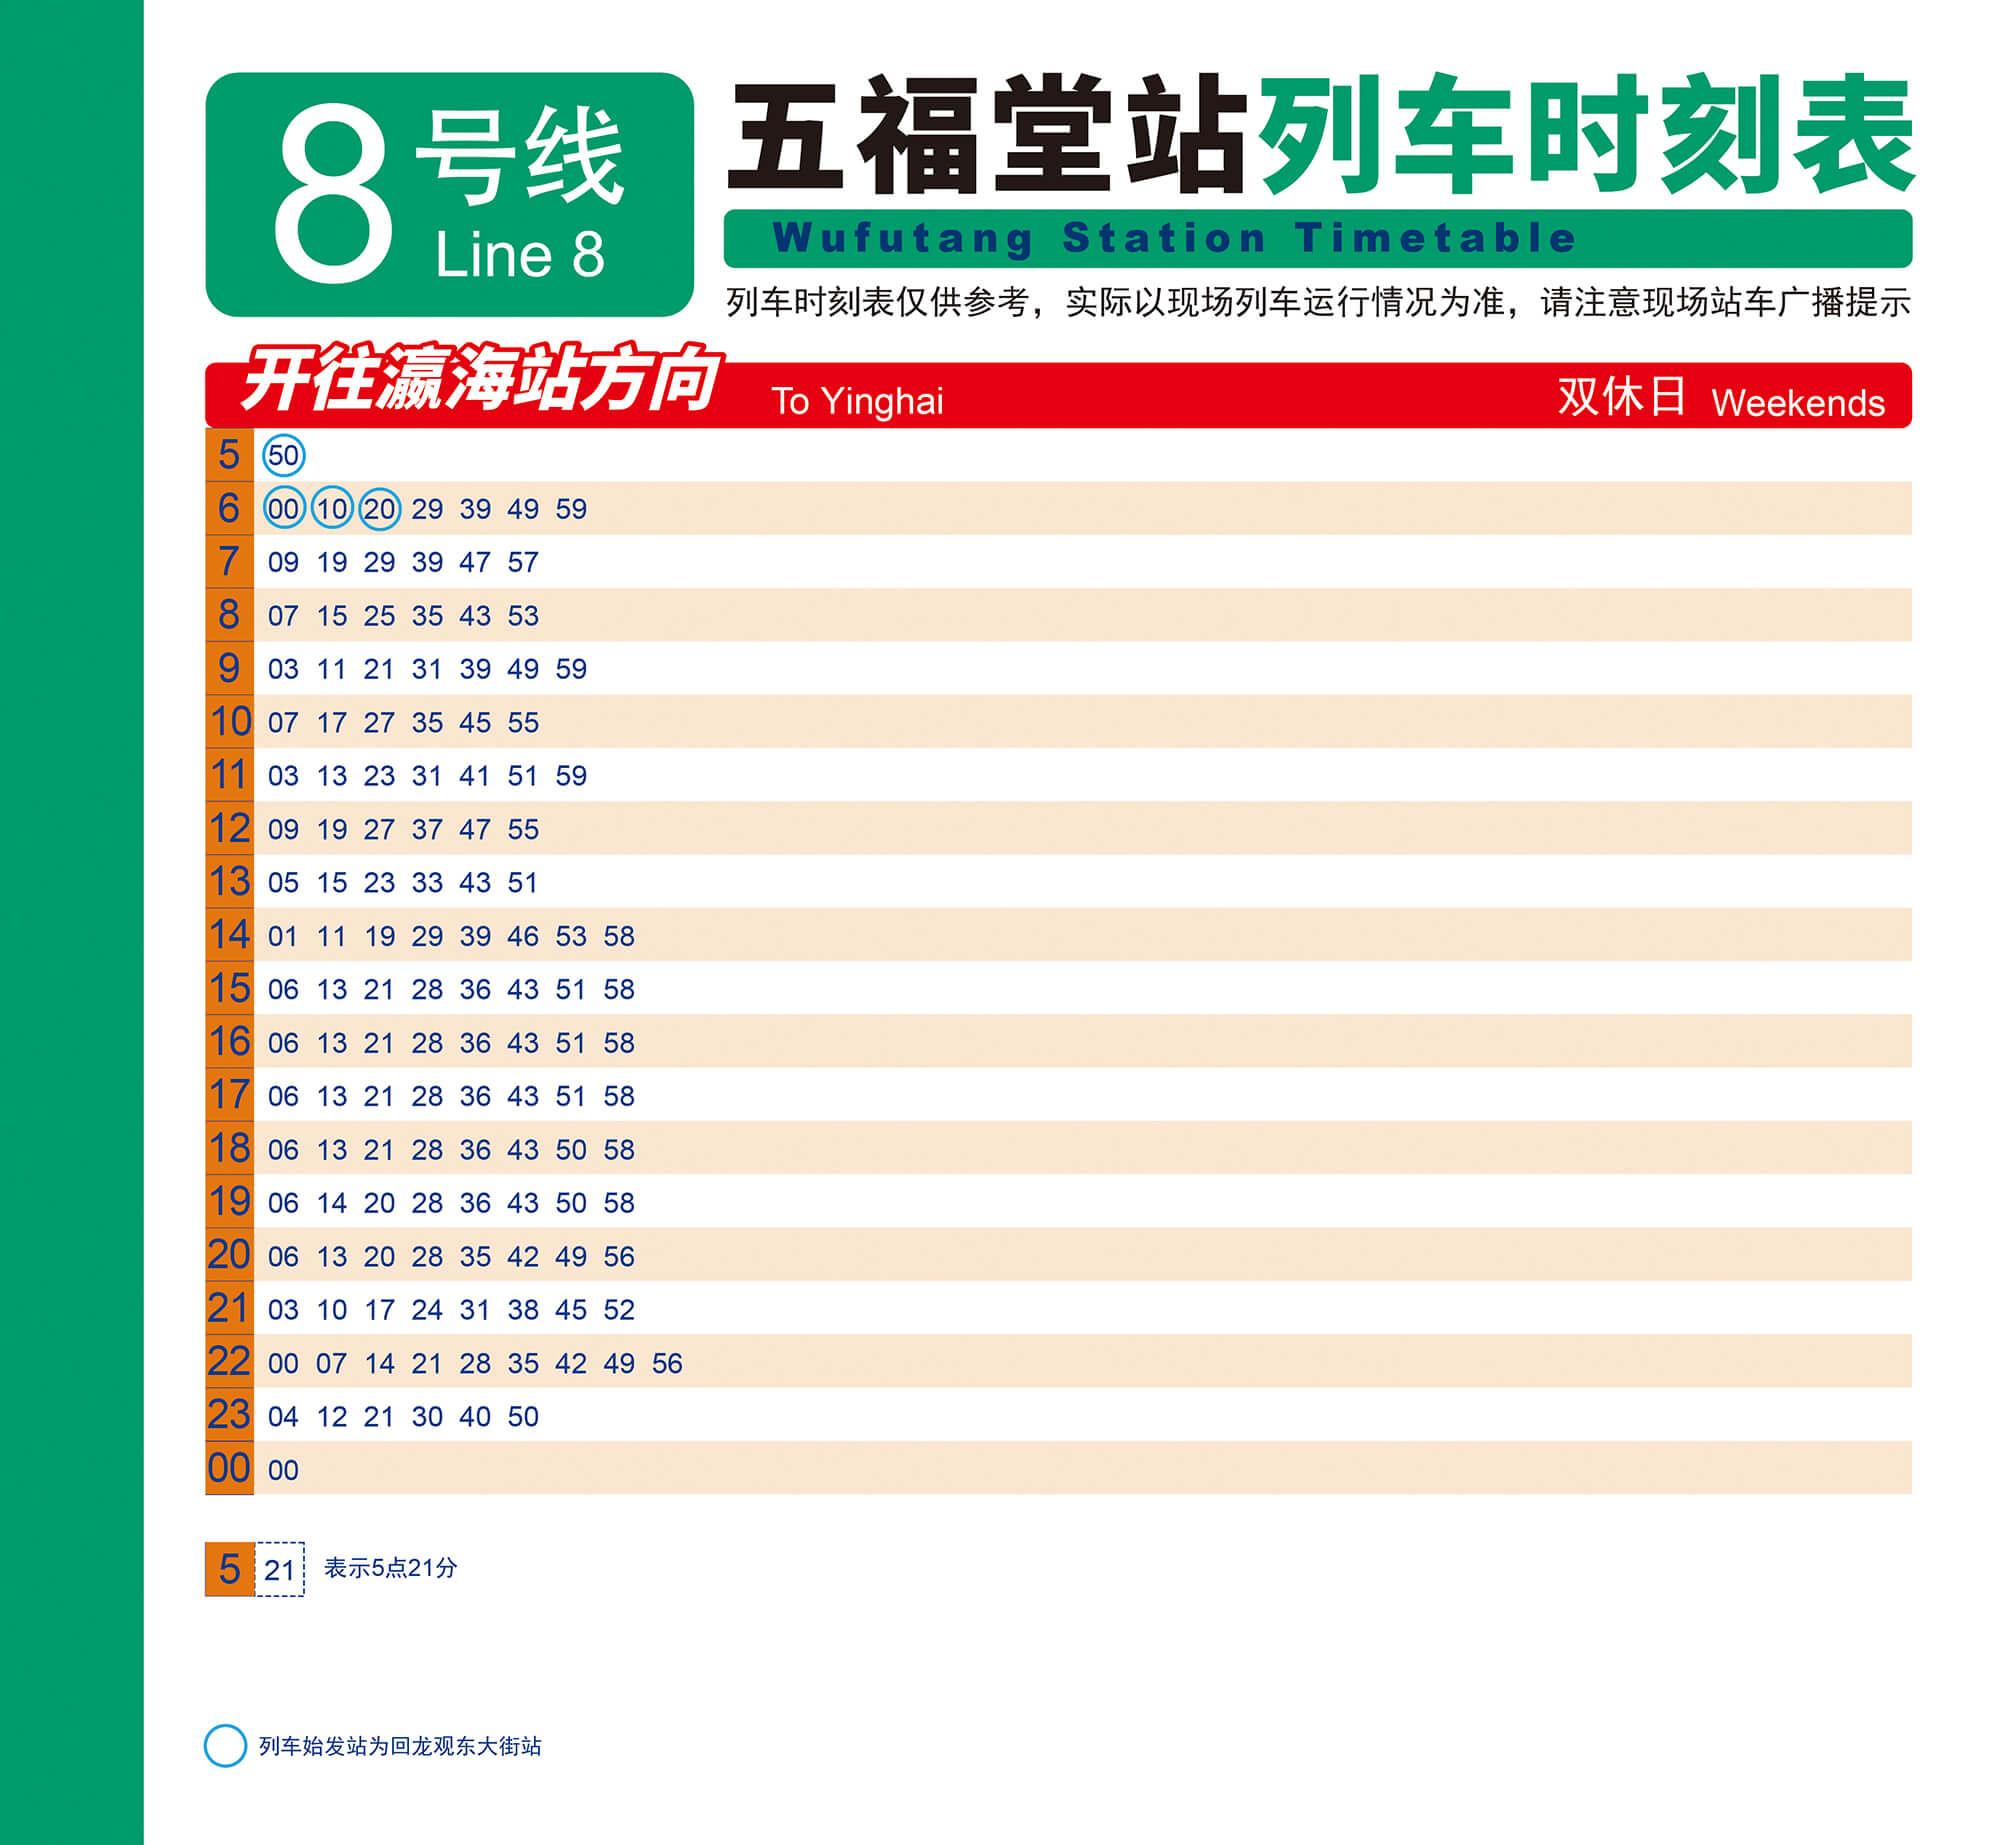 8号线
Line 8
五福堂站列车时刻表
Wufutang Station Timetable
列车时刻表仅供参考，实际以现场列车运行情况为准，请注意现场站车广播提示
开往瀛海站方向 To Yinghai 双休日 Weekends
5 50
6 00 10 20 29 39 49 59
7 09 19 29 39 47 57
8 07 15 25 35 43 53
9 03 11 21 31 39 49 59
10 07 17 27 35 45 55
11 03 13 23 31 41 51 59
12 09 19 27 37 47 55
13 05 15 23 33 43 51
14 01 11 19 29 39 46 53 58
15 06 13 21 28 36 43 51 58
16 06 13 21 28 36 43 51 58
17 06 13 21 28 36 43 51 58
18 06 13 21 28 36 43 50 58
19 06 14 20 28 36 43 50 58
20 06 13 20 28 35 42 49 56
21 03 10 17 24 31 38 45 52
22 00 07 14 21 28 35 42 49 56
23 04 12 21 30 40 50
00 00
5 21 表示5点21分
列车始发站为回龙观东大街站